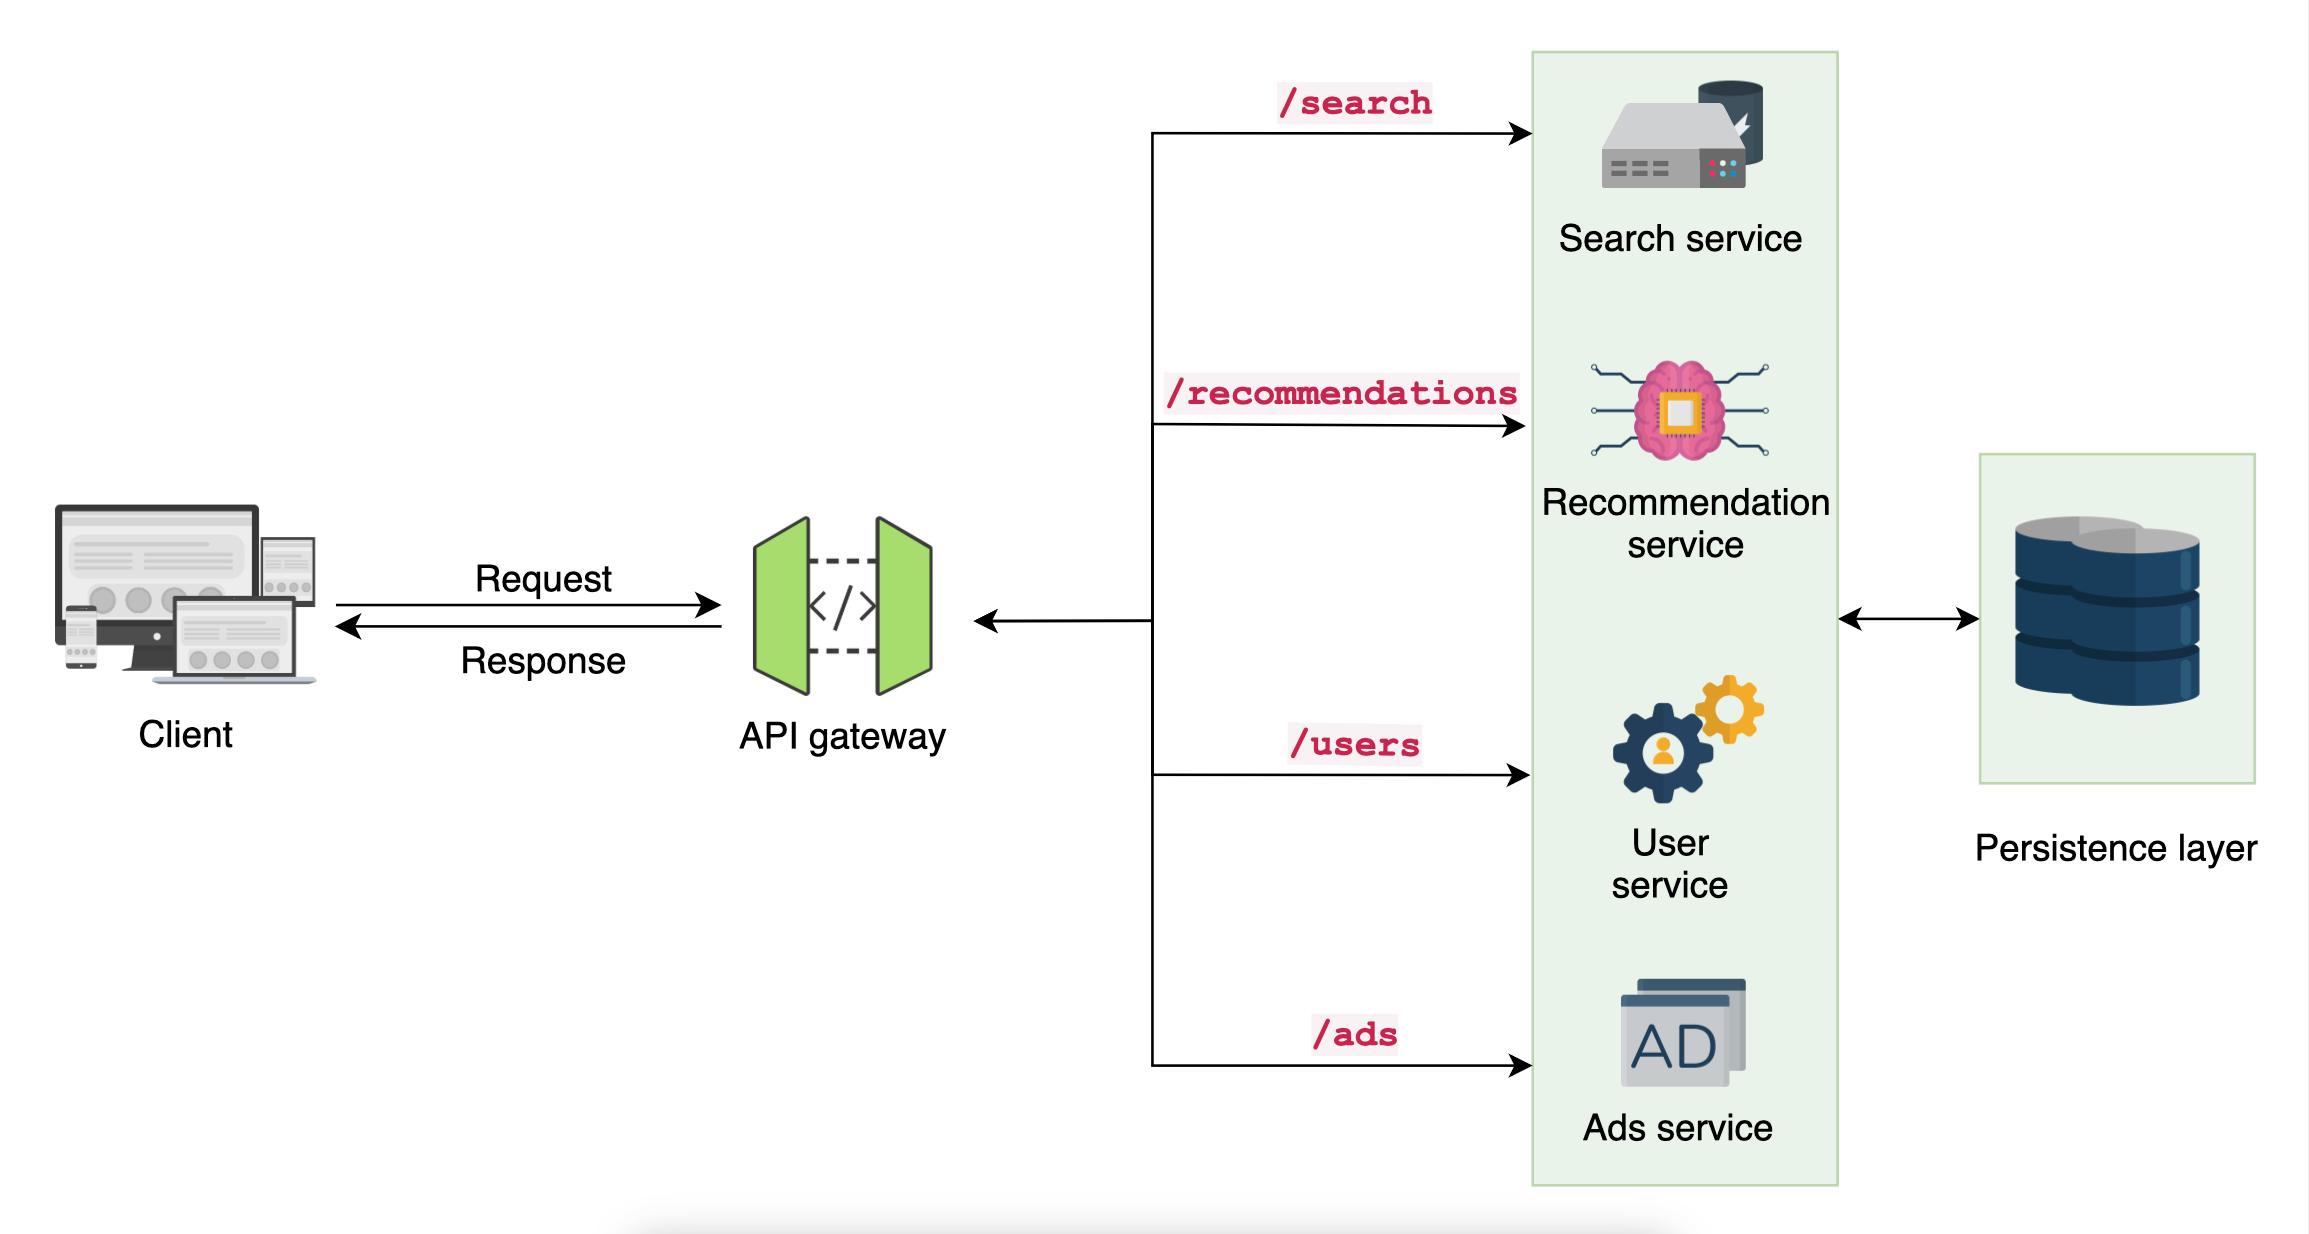 /search
Search service
/recommendations
Recommendation
service
Request
Response
Client
</>
API gateway
/users
User
service
Persistence layer
/ads
AD
Ads service